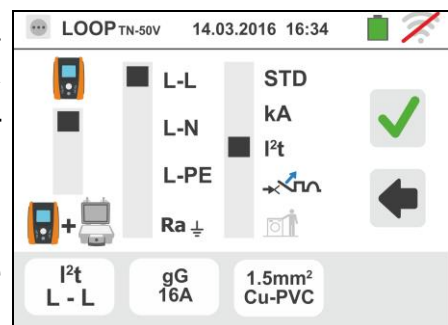 LOOP TN-50V 14.03.2016 16:34
L-L STD
L-N kA
I²t
L-PE
Ra
+
I²t
L - L
gG
16A
1.5mm²
Cu-PVC